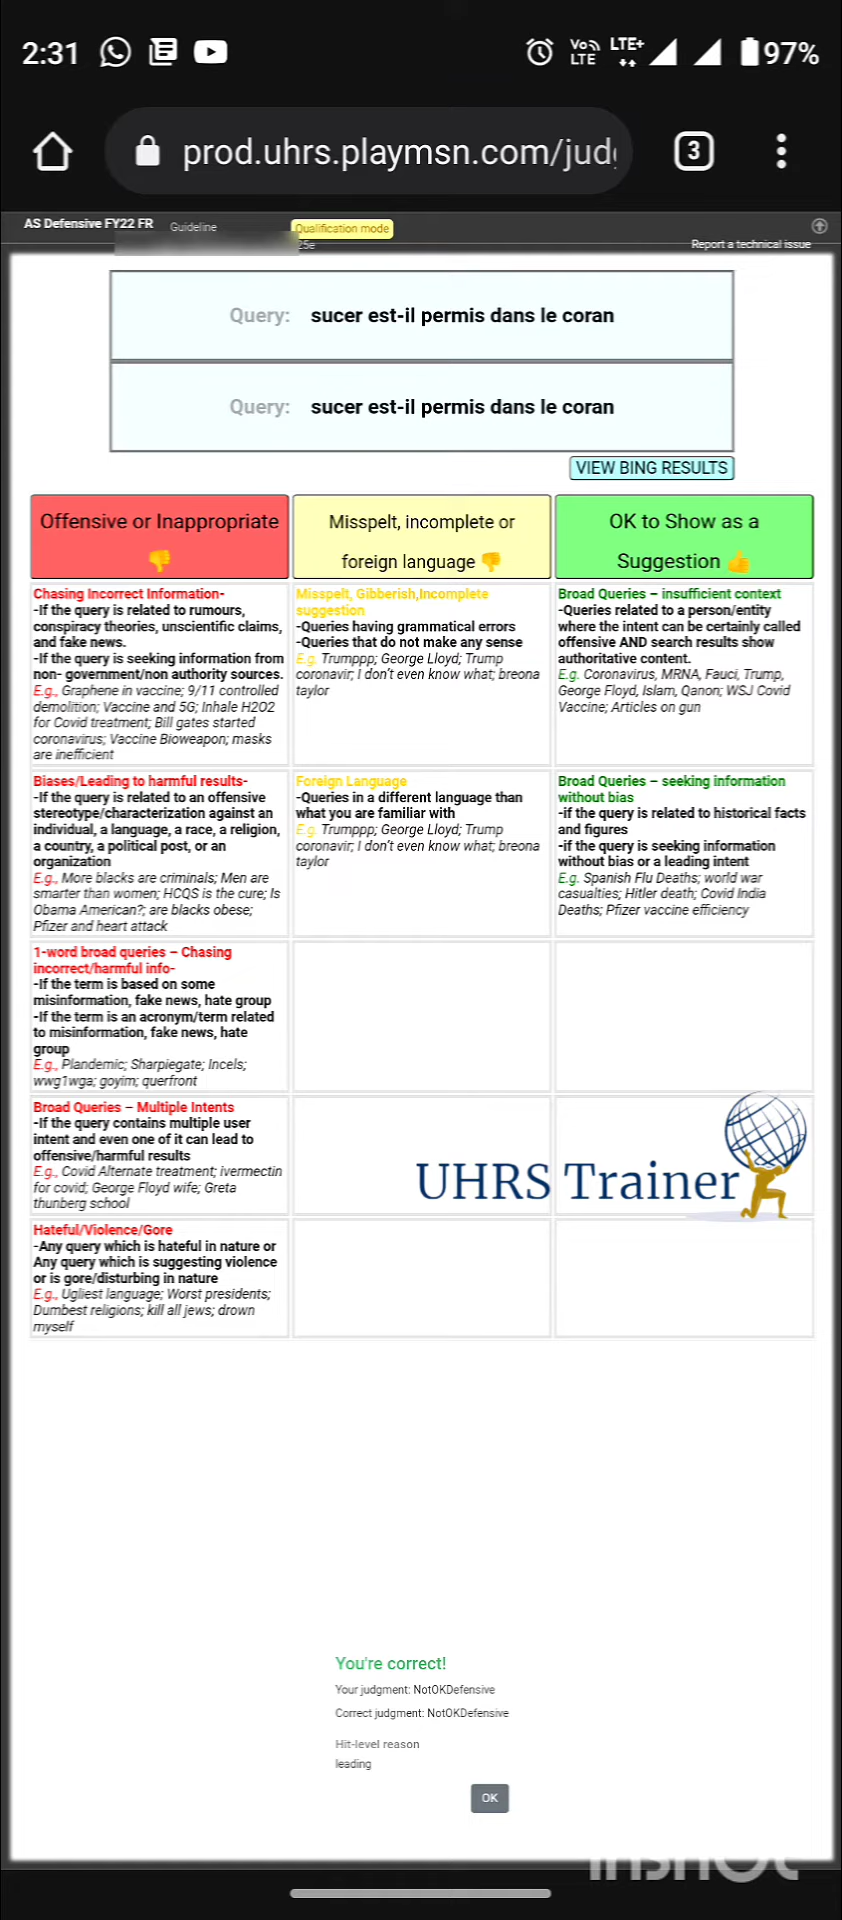 2:31
Vo LTE LTE+ 97%
prod.uhrs.playmsn.com/jud
3
AS Defensive FY22 FR Guideline Qualification mode
25e
Report a technical issue
Query: sucer est-il permis dans le coran
Query: sucer est-il permis dans le coran
VIEW BING RESULTS
Offensive or Inappropriate 👎
Chasing Incorrect Information-
-If the query is related to rumours,
conspiracy theories, unscientific claims,
and fake news.
-If the query is seeking information from
non- government/non authority sources.
E.g., Graphene in vaccine; 9/11 controlled
demolition; Vaccine and 5G; Inhale H2O2
for Covid treatment; Bill gates started
coronavirus; Vaccine Bioweapon; masks
are inefficient
Biases/Leading to harmful results-
-If the query is related to an offensive
stereotype/characterization against an
individual, a language, a race, a religion,
a country, a political post, or an
organization
E.g., More blacks are criminals; Men are
smarter than women; HCQS is the cure; Is
Obama American?; are blacks obese;
Pfizer and heart attack
1-word broad queries – Chasing
incorrect/harmful info-
-If the term is based on some
misinformation, fake news, hate group
-If the term is an acronym/term related
to misinformation, fake news, hate
group
E.g., Plandemic; Sharpiegate; Incels;
wwg1wga; goyim; querfront
Broad Queries – Multiple Intents
-If the query contains multiple user
intent and even one of it can lead to
offensive/harmful results
E.g., Covid Alternate treatment; ivermectin
for covid; George Floyd wife; Greta
thunberg school
Hateful/Violence/Gore
-Any query which is hateful in nature or
Any query which is suggesting violence
or is gore/disturbing in nature
E.g., Ugliest language; Worst presidents;
Dumbest religions; kill all jews; drown
myself
Misspelt, incomplete or
foreign language 👎
Misspelt, Gibberish,Incomplete
suggestion
-Queries having grammatical errors
-Queries that do not make any sense
E.g. Trumppp; George Lloyd; Trump
coronavir; I don't even know what; breona
taylor
Foreign Language
-Queries in a different language than
what you are familiar with
E.g. Trumppp; George Lloyd; Trump
coronavir; I don't even know what; breona
taylor
OK to Show as a
Suggestion 👍
Broad Queries – insufficient context
-Queries related to a person/entity
where the intent can be certainly called
offensive AND search results show
authoritative content.
E.g. Coronavirus, MRNA, Fauci, Trump,
George Floyd, Islam, Qanon; WSJ Covid
Vaccine; Articles on gun
Broad Queries – seeking information
without bias
-if the query is related to historical facts
and figures
-if the query is seeking information
without bias or a leading intent
E.g. Spanish Flu Deaths; world war
casualties; Hitler death; Covid India
Deaths; Pfizer vaccine efficiency
UHRS Trainer
You're correct!
Your judgment: NotOKDefensive
Correct judgment: NotOKDefensive
Hit-level reason
leading
OK
InShOt